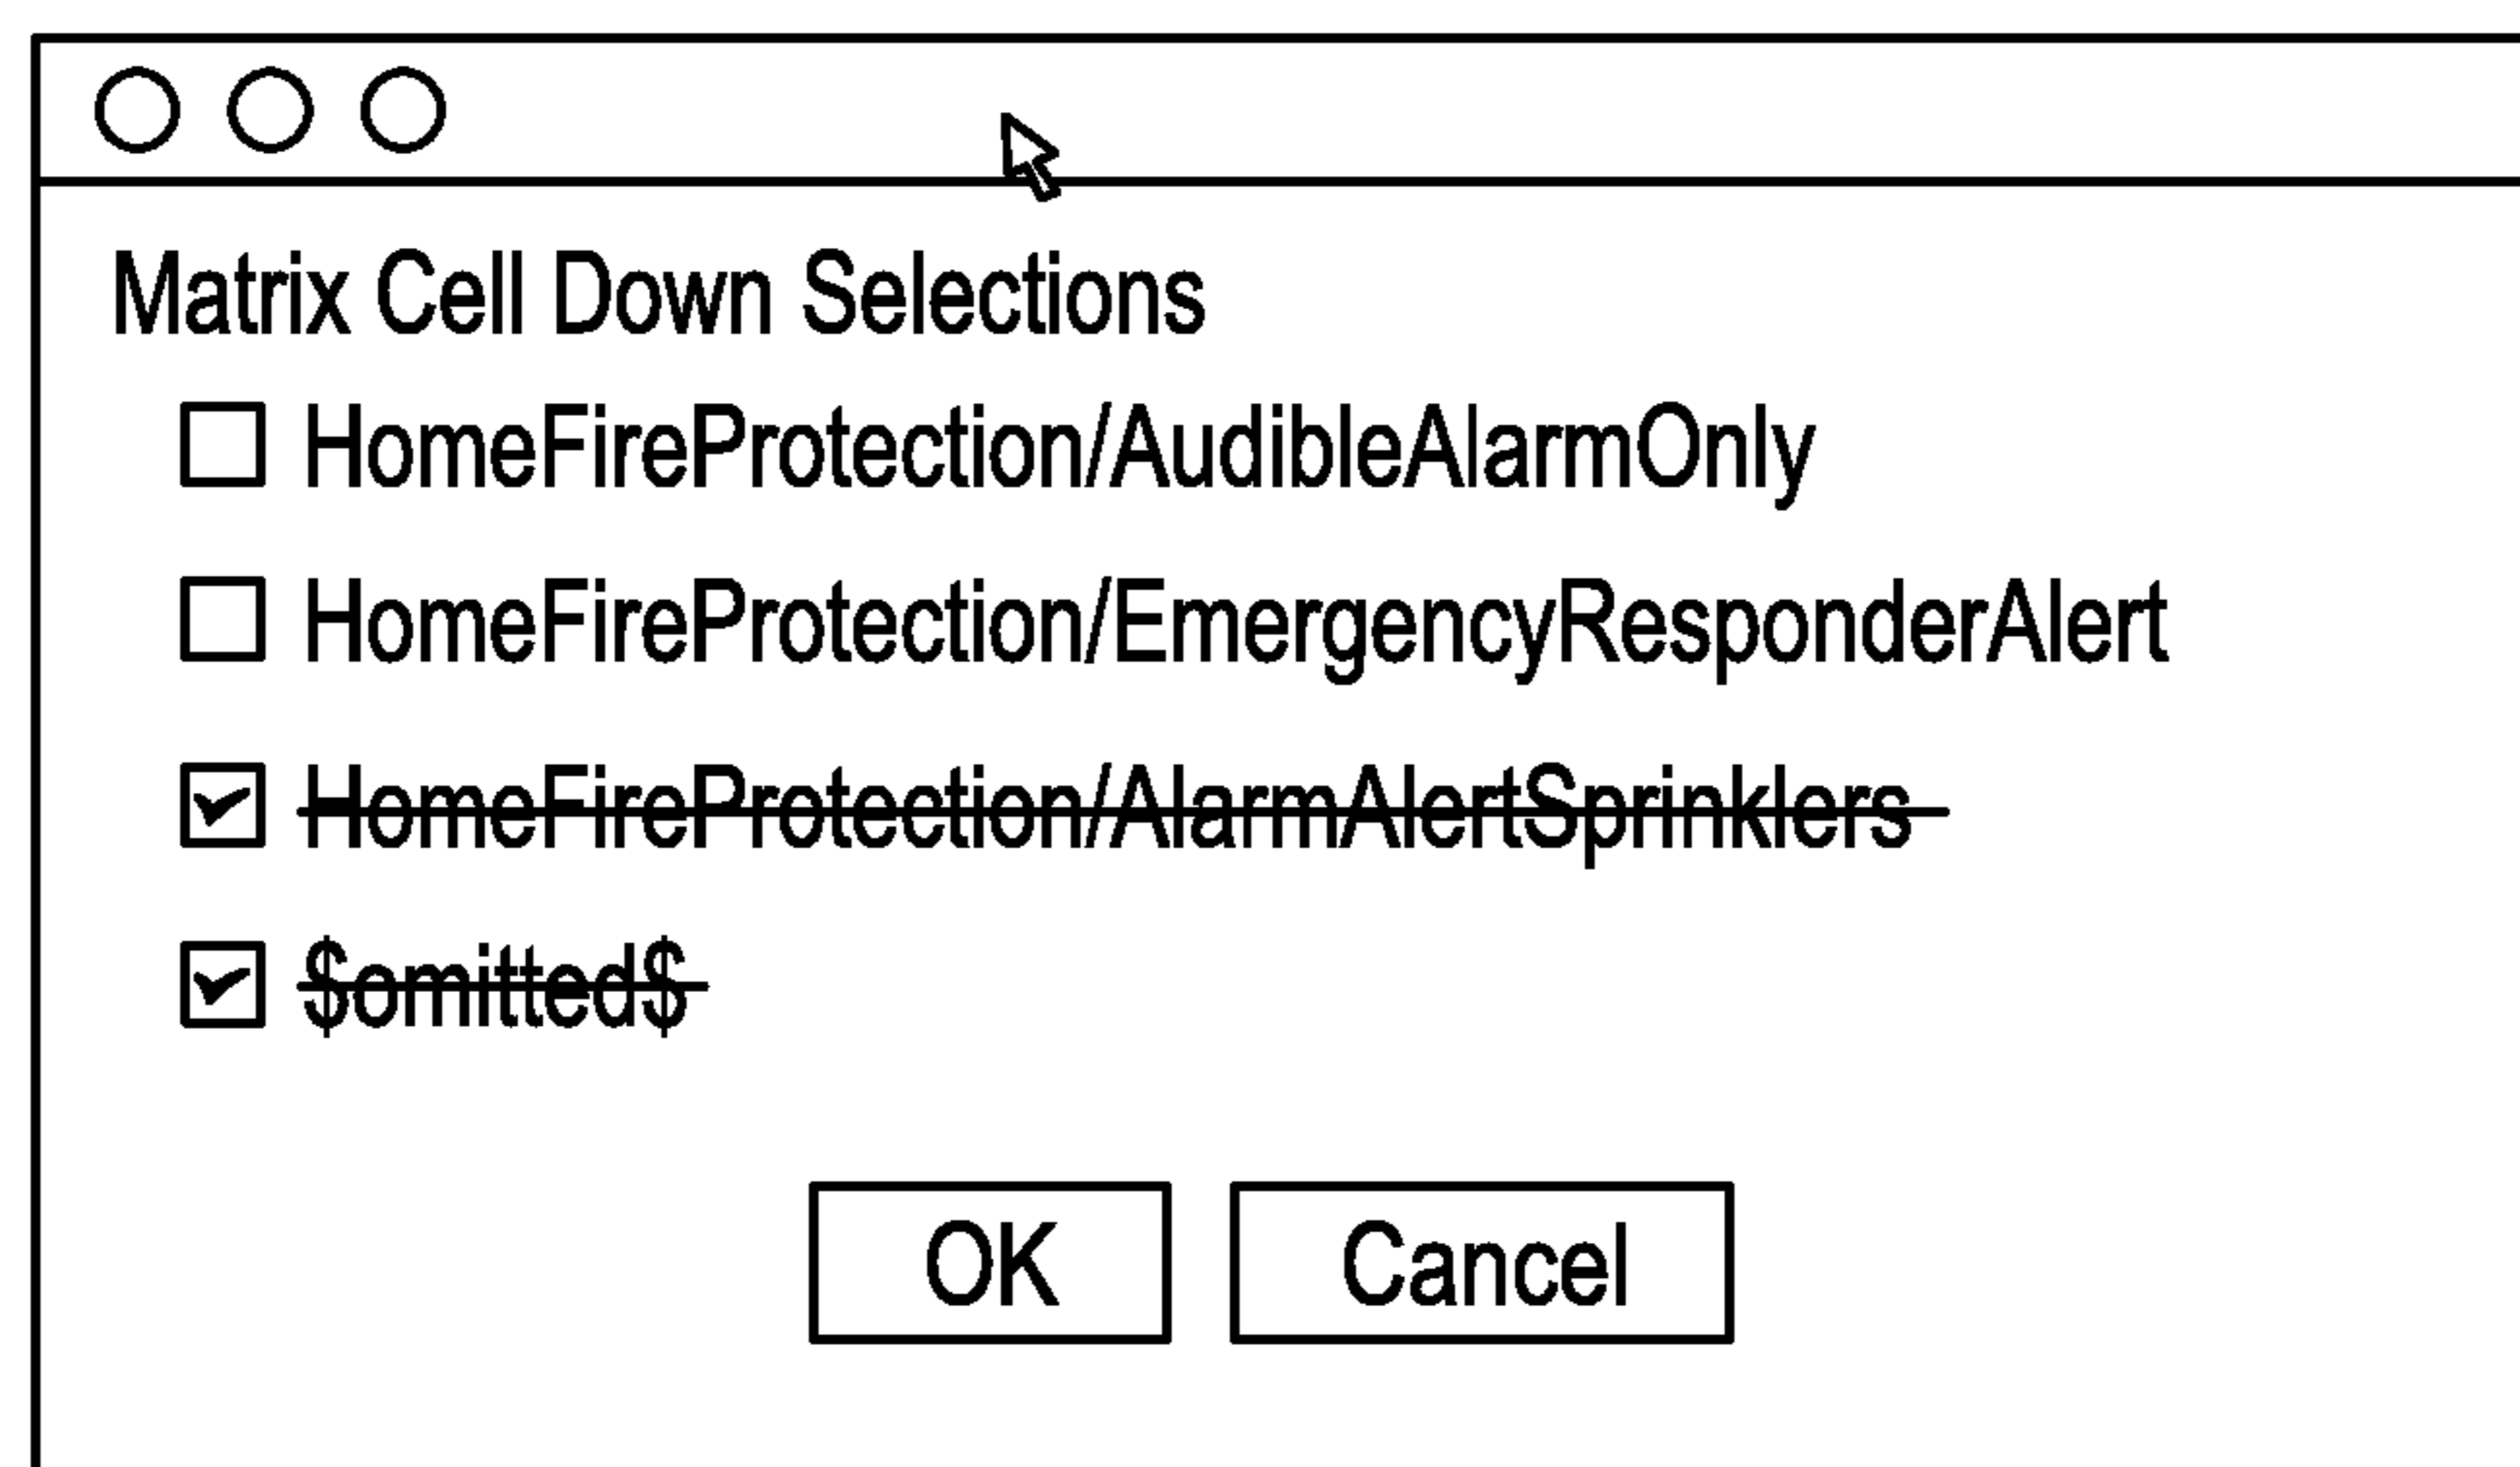 Matrix Cell Down Selections
HomeFireProtection/AudibleAlarmOnly
HomeFireProtection/EmergencyResponderAlert
HomeFireProtection/AlarmAlertSprinklers
$omitted$
OK Cancel